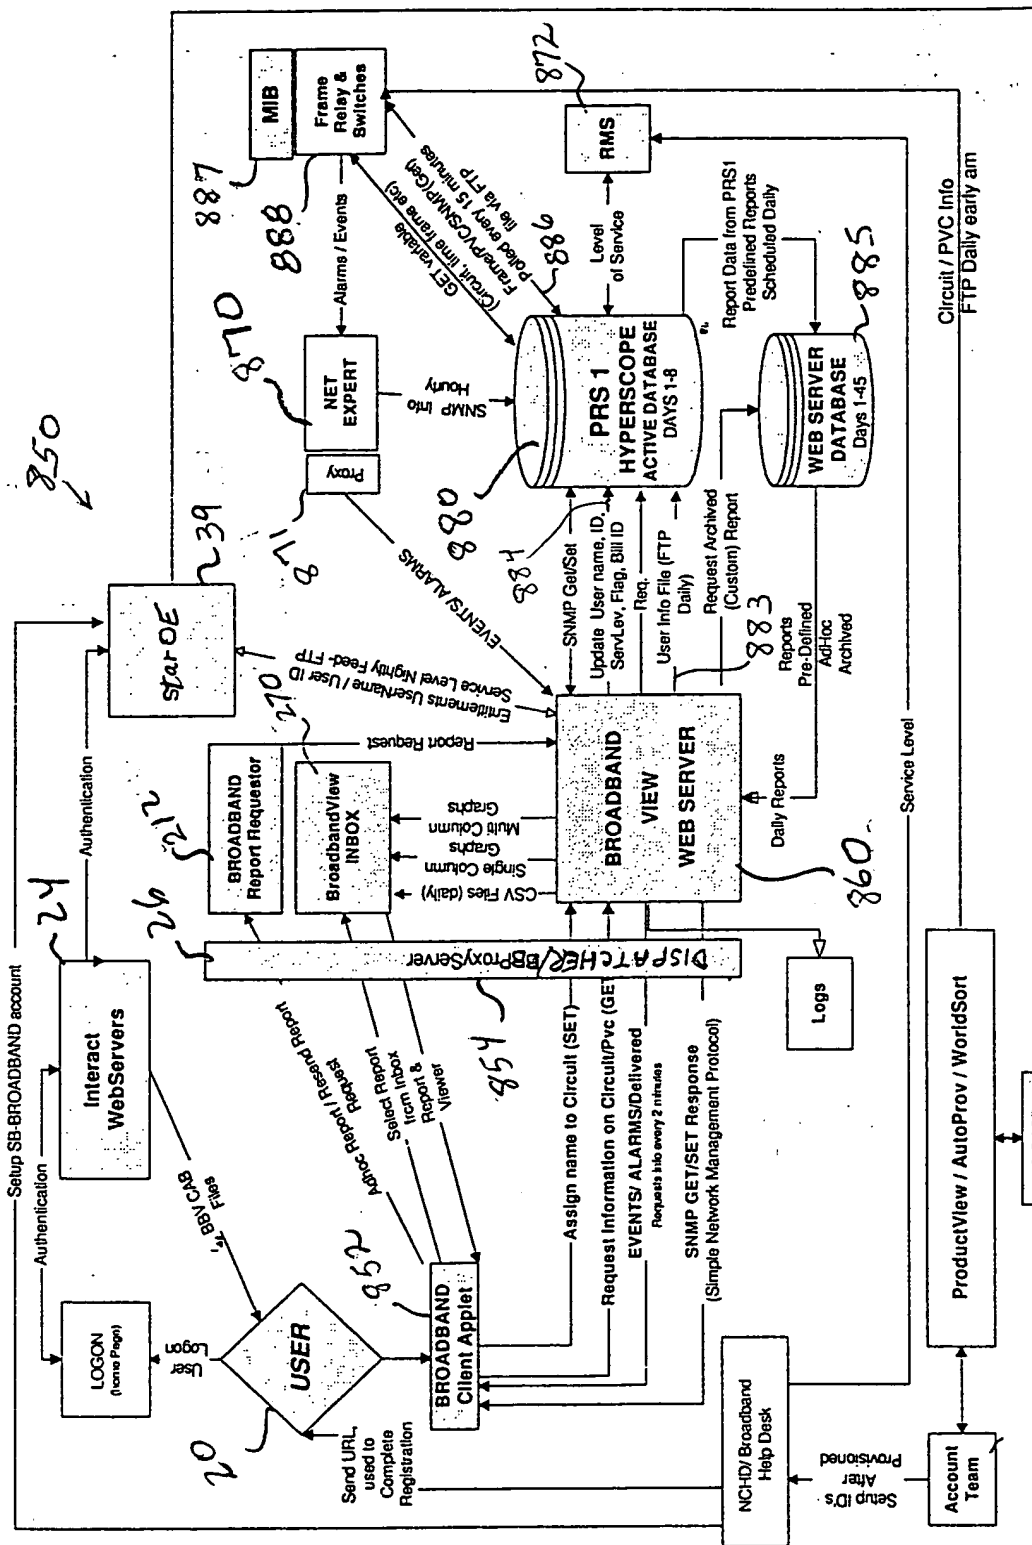 850
Setup SB-BROADBAND account
Authentication
Authentication
LOGON
(Home Page)
User
Logon
20
USER
Send URL,
used to
Complete
Registration
24
Interact
WebServers
BBV CAB
Files
star OE
39
Entitlements UserName / User ID
Service Level Nightly Feed- FTP
212
BROADBAND
Report Requestor
Report Request
270
BroadbandView
INBOX
CSV Files (daily)
Single Column
Graphs
Multi Column
Graphs
26
DISPATCHER/BBProxyServer
854
Adhoc Report / Resend Report
Request
Select Report
from Inbox
Report &
Viewer
852
BROADBAND
Client Applet
Assign name to Circuit (SET)
Request Information on Circuit/Pvc (GET)
EVENTS/ ALARMS/Delivered
Requests Info every 2 minutes
SNMP GET/SET Response
(Simple Network Management Protocol)
Logs
BROADBAND
VIEW
WEB SERVER
860
871
Proxy
EVENTS/ ALARMS
870
NET
EXPERT
Alarms / Events
SNMP Info
Hourly
887
MIB
888
Frame
Relay &
Switches
GET variable
(Circuit, time frame etc)
Frame/PVC/SNMP(Get)
Polled every 15 minutes
file via FTP
886
880
PRS 1
HYPERSCOPE
ACTIVE DATABASE
DAYS 1-8
SNMP Get/Set
884
Update User name, ID,
ServLev, Flag, Bill ID
Req.
User Info File (FTP
Daily)
883
Request Archived
(Custom) Report
Reports
Pre-Defined
AdHoc
Archived
Daily Reports
872
RMS
Level
of Service
Report Data from PRS1
Predefined Reports
Scheduled Daily
885
WEB SERVER
DATABASE
Days 1-45
Service Level
Circuit / PVC Info
FTP Daily early am
NCHD/ Broadband
Help Desk
Setup ID's
After
Provisioned
Account
Team
ProductView / AutoProv / WorldSort